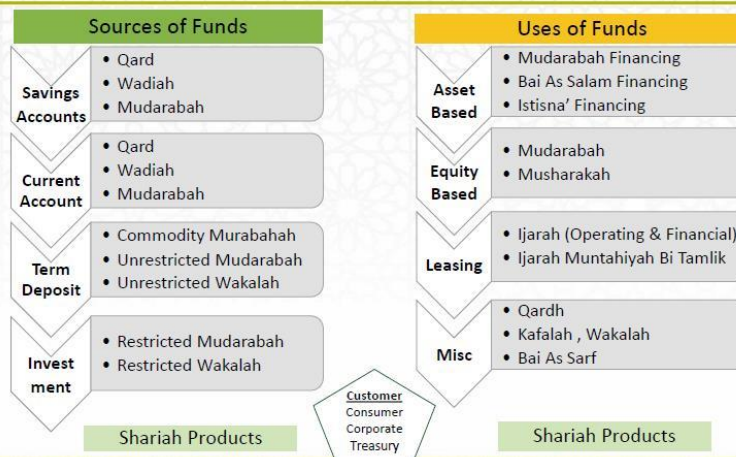 Sources of Funds
Savings
Accounts
• Qard
• Wadiah
• Mudarabah
Current
Account
• Qard
• Wadiah
• Mudarabah
Term
Deposit
• Commodity Murabahah
• Unrestricted Mudarabah
• Unrestricted Wakalah
Invest
ment
• Restricted Mudarabah
• Restricted Wakalah
Shariah Products
Customer
Consumer
Corporate
Treasury
Uses of Funds
Asset
Based
• Mudarabah Financing
• Bai As Salam Financing
• Istisna’ Financing
Equity
Based
• Mudarabah
• Musharakah
Leasing
• Ijarah (Operating & Financial)
• Ijarah Muntahiyah Bi Tamlik
Misc
• Qardh
• Kafalah , Wakalah
• Bai As Sarf
Shariah Products